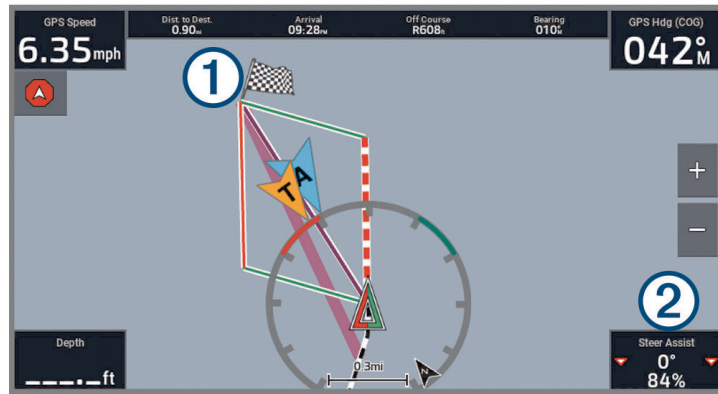 GPS Speed
6.35mph
Dist. to Dest.
0.90mi
Arrival
09:28PM
Off Course
R608ft
Bearing
010°M
GPS Hdg (COG)
042°M
1
A
T
+
−
2
Steer Assist
0°
84%
Depth
___._ft
0.3mi
N